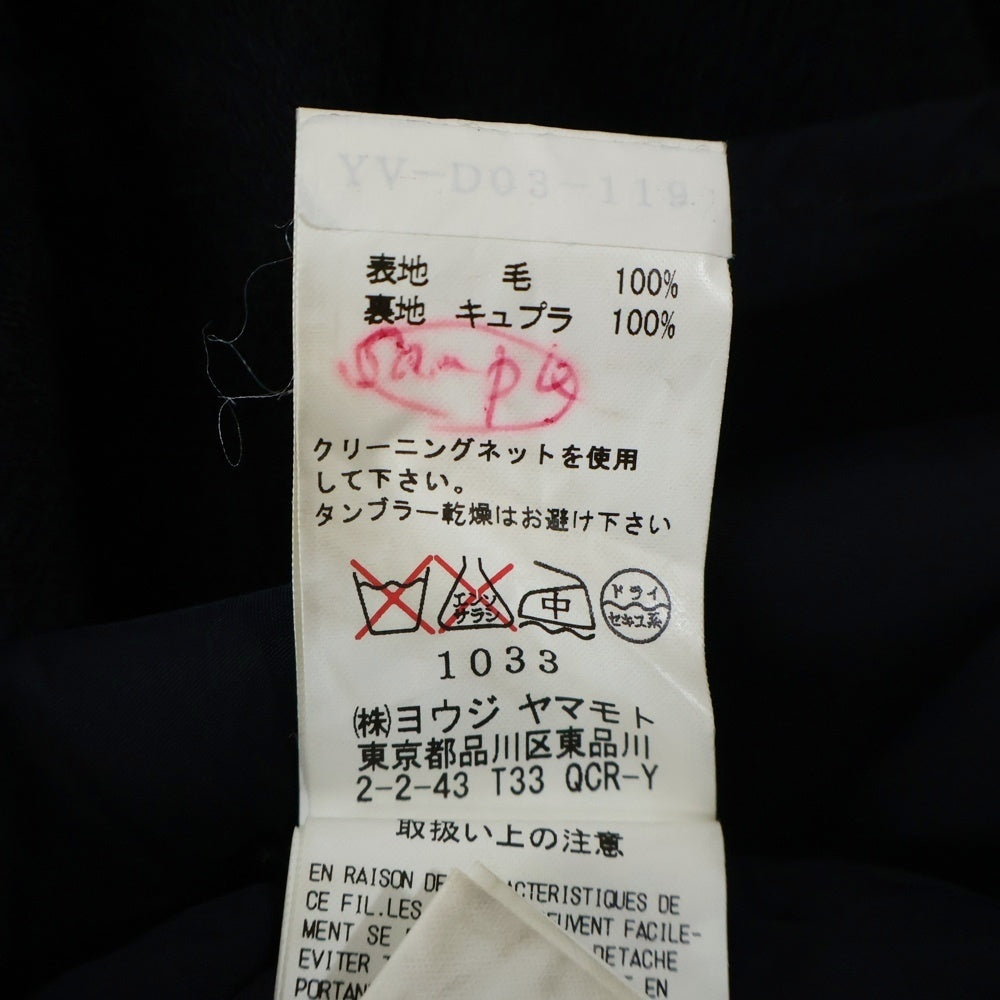 YV-D03-119
表地 毛 100%
裏地 キュプラ 100%
Sample
クリーニングネットを使用
して下さい。
タンブラー乾燥はお避け下さい
エンソ
サラシ
中
ドライ
セキユ系
1033
㈱ヨウジ ヤマモト
東京都品川区東品川
2-2-43 T33 QCR-Y
取扱い上の注意
EN RAISON DE CTERISTIQUES DE
CE FIL.LES EUVENT FACILE-
MENT SE
EVITER DETACHE
PORTAN EN